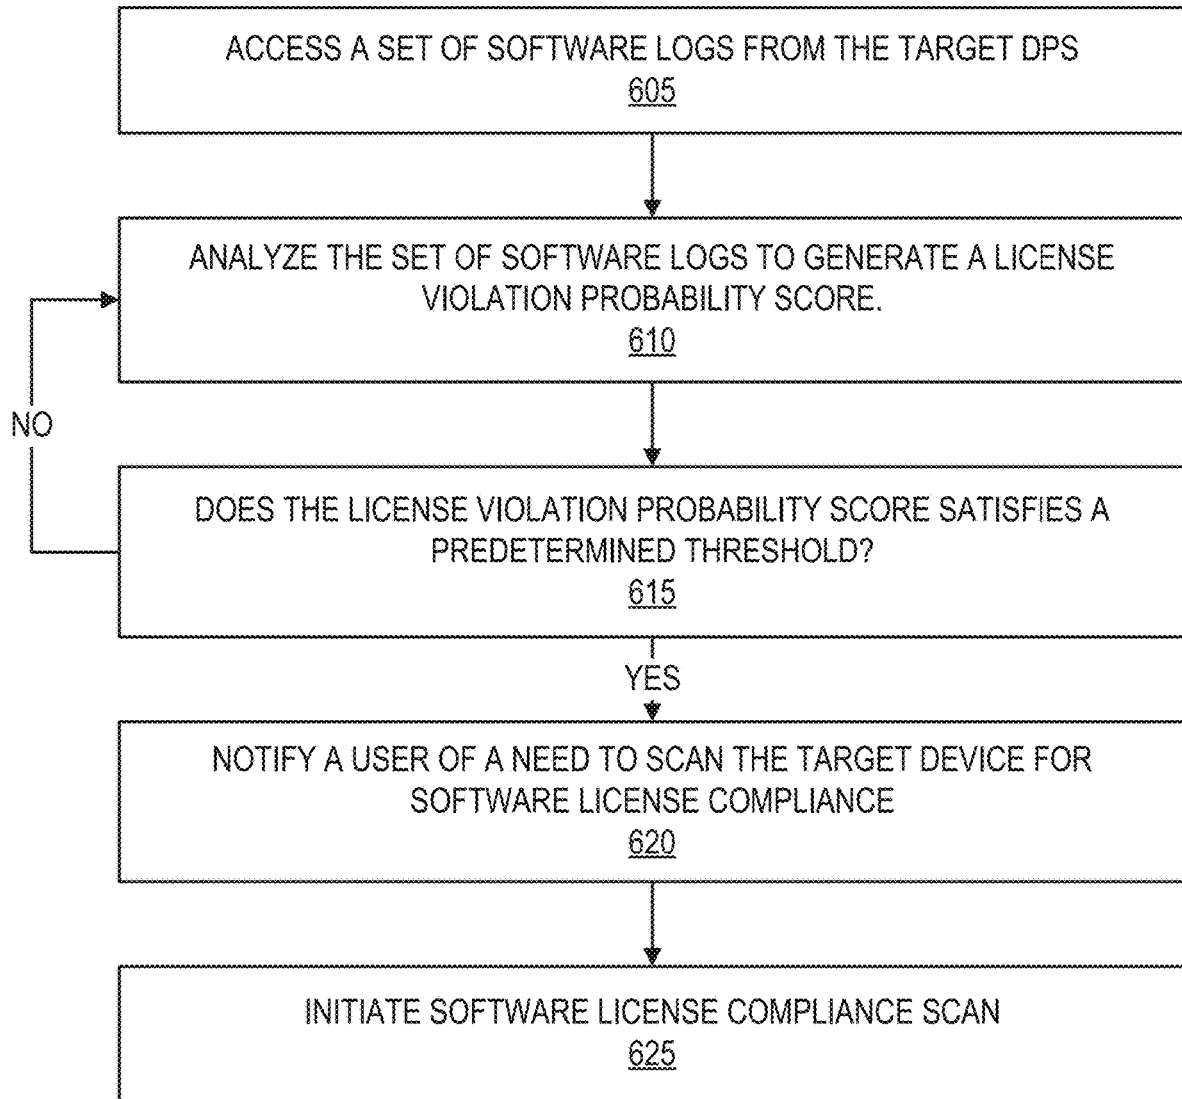 ACCESS A SET OF SOFTWARE LOGS FROM THE TARGET DPS
605
ANALYZE THE SET OF SOFTWARE LOGS TO GENERATE A LICENSE
VIOLATION PROBABILITY SCORE.
610
NO
DOES THE LICENSE VIOLATION PROBABILITY SCORE SATISFIES A
PREDETERMINED THRESHOLD?
615
YES
NOTIFY A USER OF A NEED TO SCAN THE TARGET DEVICE FOR
SOFTWARE LICENSE COMPLIANCE
620
INITIATE SOFTWARE LICENSE COMPLIANCE SCAN
625